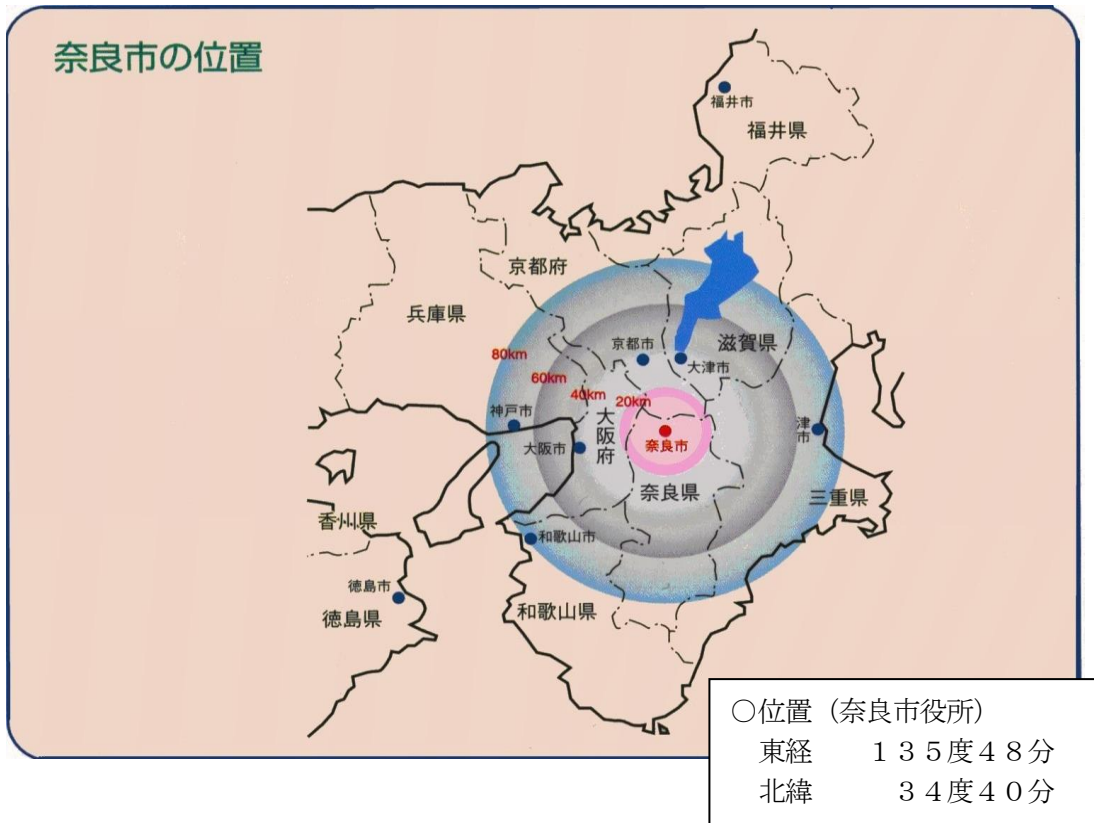 奈良市の位置
福井市
福井県
京都府
兵庫県
京都市
滋賀県
大津市
80km
60km
40km
20km
神戸市
大阪市
大阪府
奈良市
津市
奈良県
三重県
香川県
和歌山市
徳島市
徳島県
和歌山県
○位置（奈良市役所）
東経　１３５度４８分
北緯　３４度４０分